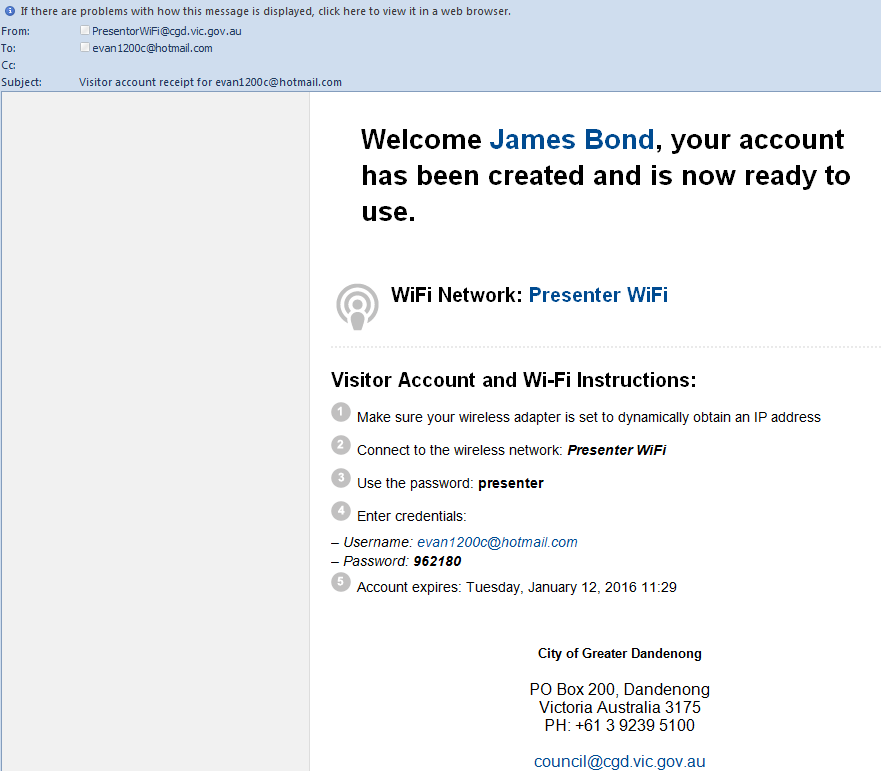 If there are problems with how this message is displayed, click here to view it in a web browser.
From: PresentorWiFi@cgd.vic.gov.au
To: evan1200c@hotmail.com
Cc:
Subject: Visitor account receipt for evan1200c@hotmail.com
Welcome James Bond, your account
has been created and is now ready to
use.
WiFi Network: Presenter WiFi
Visitor Account and Wi-Fi Instructions:
1 Make sure your wireless adapter is set to dynamically obtain an IP address
2 Connect to the wireless network: Presenter WiFi
3 Use the password: presenter
4 Enter credentials:
– Username: evan1200c@hotmail.com
– Password: 962180
5 Account expires: Tuesday, January 12, 2016 11:29
City of Greater Dandenong
PO Box 200, Dandenong
Victoria Australia 3175
PH: +61 3 9239 5100
council@cgd.vic.gov.au